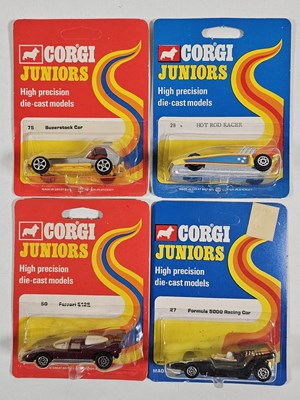 CORGI
JUNIORS
High precision
die-cast models
75 Superstock Car
CORGI
JUNIORS
High precision
die-cast models
HOT ROD RACER
CORGI
JUNIORS
High precision
die-cast models
Ferrari 512S
CORGI
JUNIORS
High precision
die-cast models
27 Formula 5000 Racing Car